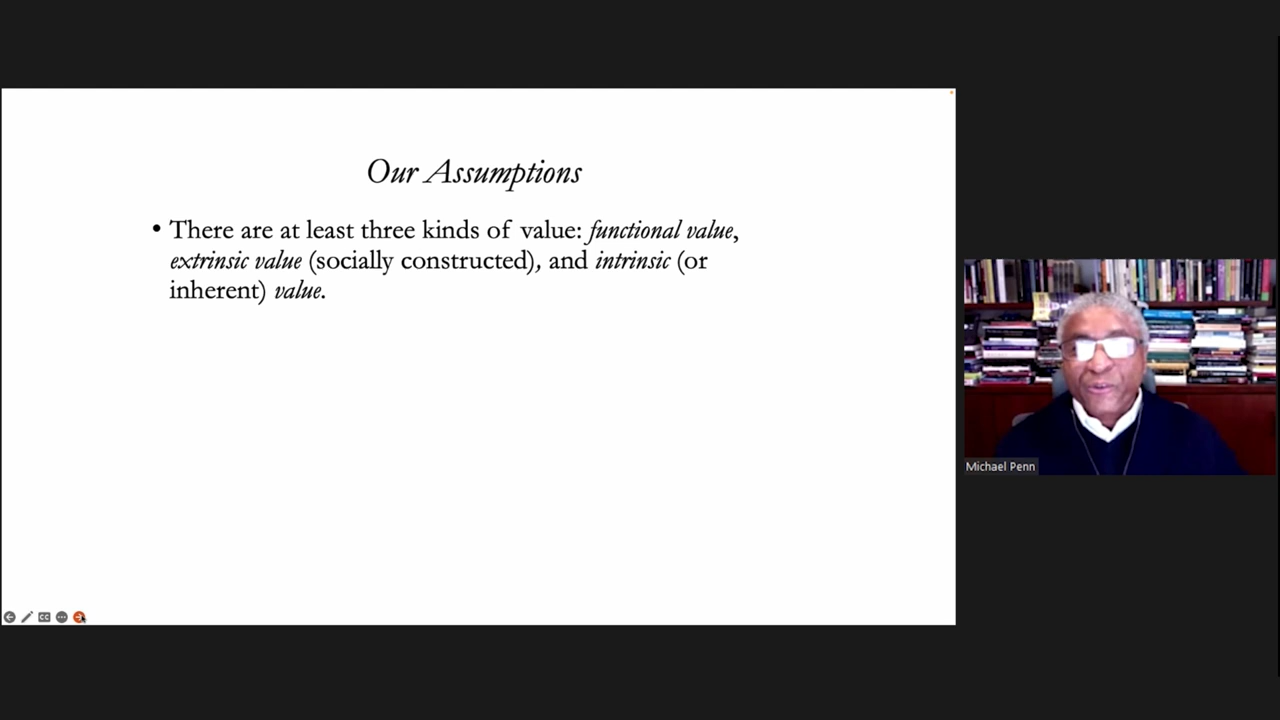 Our Assumptions
• There are at least three kinds of value: functional value,
extrinsic value (socially constructed), and intrinsic (or
inherent) value.
Michael Penn
CC